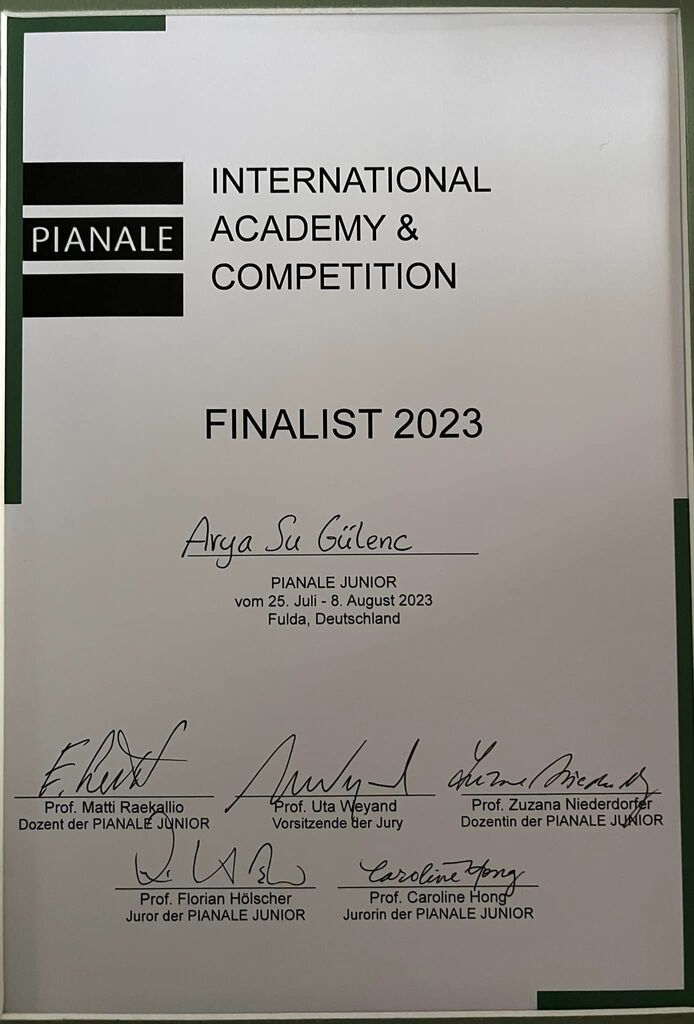 PIANALE
INTERNATIONAL
ACADEMY &
COMPETITION
FINALIST 2023
Arya Su Gülenc
PIANALE JUNIOR
vom 25. Juli - 8. August 2023
Fulda, Deutschland
Prof. Matti Raekallio
Dozent der PIANALE JUNIOR
Prof. Uta Weyand
Vorsitzende der Jury
Prof. Zuzana Niederdorfer
Dozentin der PIANALE JUNIOR
Prof. Florian Hölscher
Juror der PIANALE JUNIOR
Caroline Hong
Prof. Caroline Hong
Jurorin der PIANALE JUNIOR